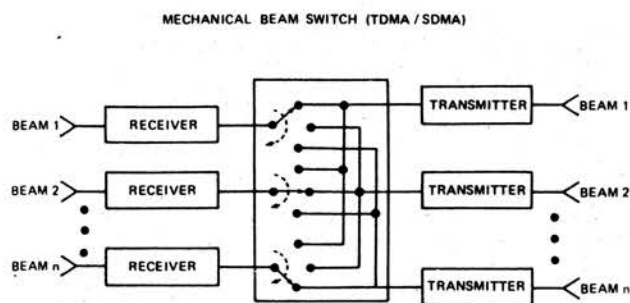 MECHANICAL BEAM SWITCH (TDMA / SDMA)
BEAM 1
RECEIVER
TRANSMITTER
BEAM 1
BEAM 2
RECEIVER
TRANSMITTER
BEAM 2
BEAM n
RECEIVER
TRANSMITTER
BEAM n